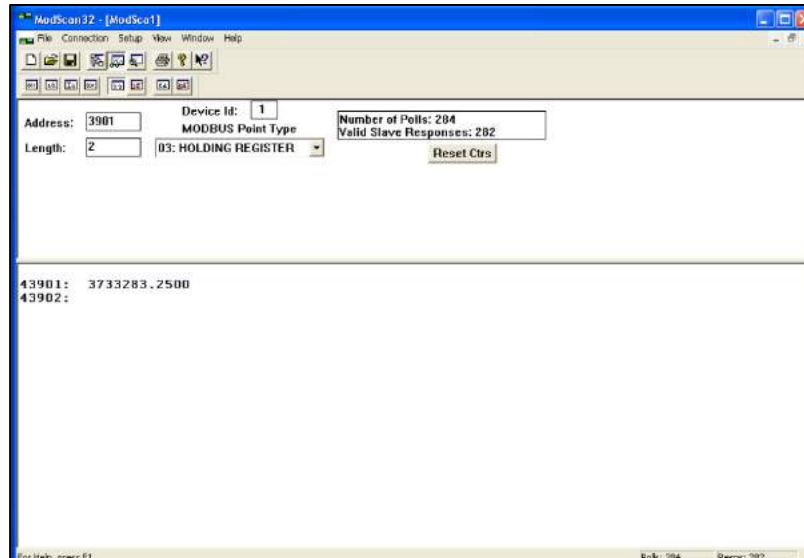 ModScan32 - [ModSca1]
File Connection Setup View Window Help
Address: 3901
Device Id: 1
MODBUS Point Type
Length: 2
03: HOLDING REGISTER
Number of Polls: 284
Valid Slave Responses: 282
Reset Ctrs
43901: 3733283.2500
43902:
For Help, press F1
Polls: 284
Resps: 282